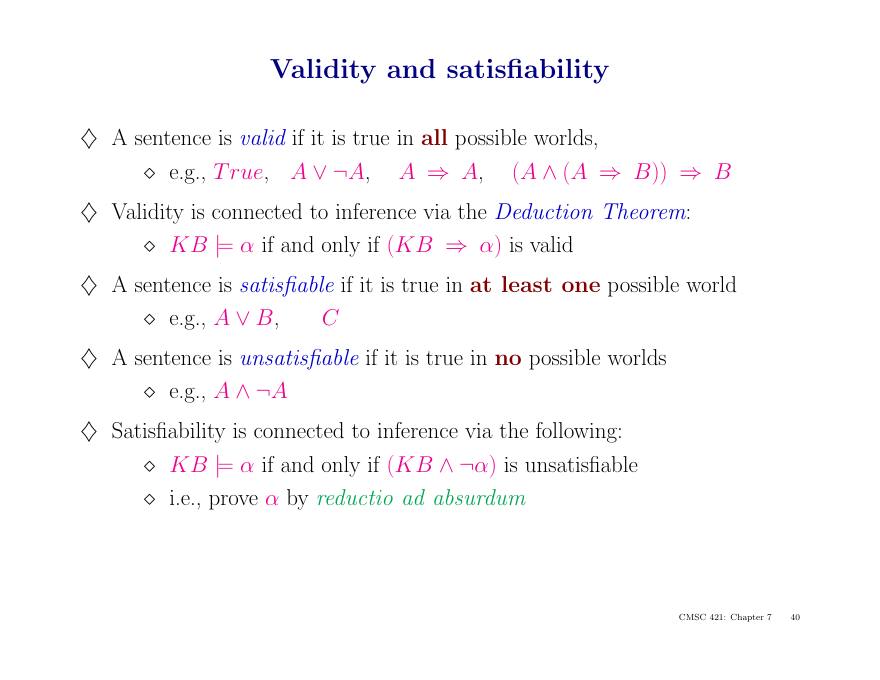 Validity and satisfiability
♢ A sentence is valid if it is true in all possible worlds,
⋄ e.g., True, A ∨ ¬A, A ⇒ A, (A ∧ (A ⇒ B)) ⇒ B
♢ Validity is connected to inference via the Deduction Theorem:
⋄ KB ⊨ α if and only if (KB ⇒ α) is valid
♢ A sentence is satisfiable if it is true in at least one possible world
⋄ e.g., A ∨ B, C
♢ A sentence is unsatisfiable if it is true in no possible worlds
⋄ e.g., A ∧ ¬A
♢ Satisfiability is connected to inference via the following:
⋄ KB ⊨ α if and only if (KB ∧ ¬α) is unsatisfiable
⋄ i.e., prove α by reductio ad absurdum
CMSC 421: Chapter 7 40